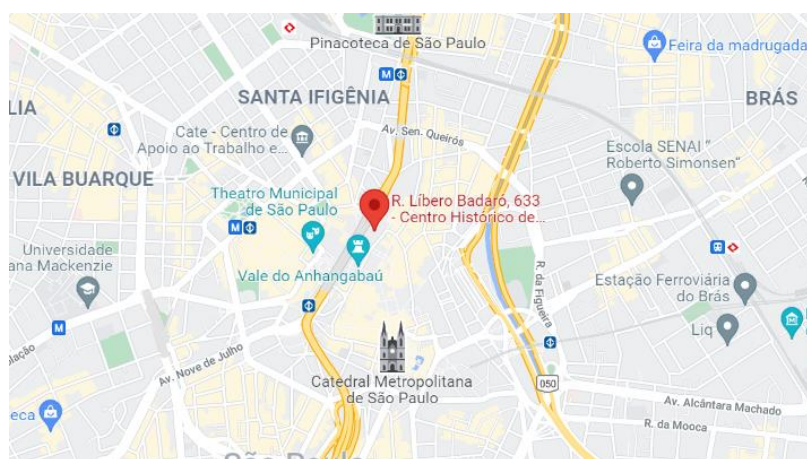 Pinacoteca de São Paulo
Feira da madrugada
LIA
SANTA IFIGÊNIA
BRÁS
M
Av. Sen. Queirós
Cate - Centro de
Apoio ao Trabalho e...
Escola SENAI "
Roberto Simonsen"
VILA BUARQUE
Theatro Municipal
de São Paulo
R. Líbero Badaró, 633
- Centro Histórico de...
M
Universidade
ana Mackenzie
Vale do Anhangabaú
R. da Figueira
Estação Ferroviária
do Brás
Liq
M
olação
Av. Nove de Julho
Catedral Metropolitana
de São Paulo
050
Av. Alcântara Machado
eca
R. da Mooca